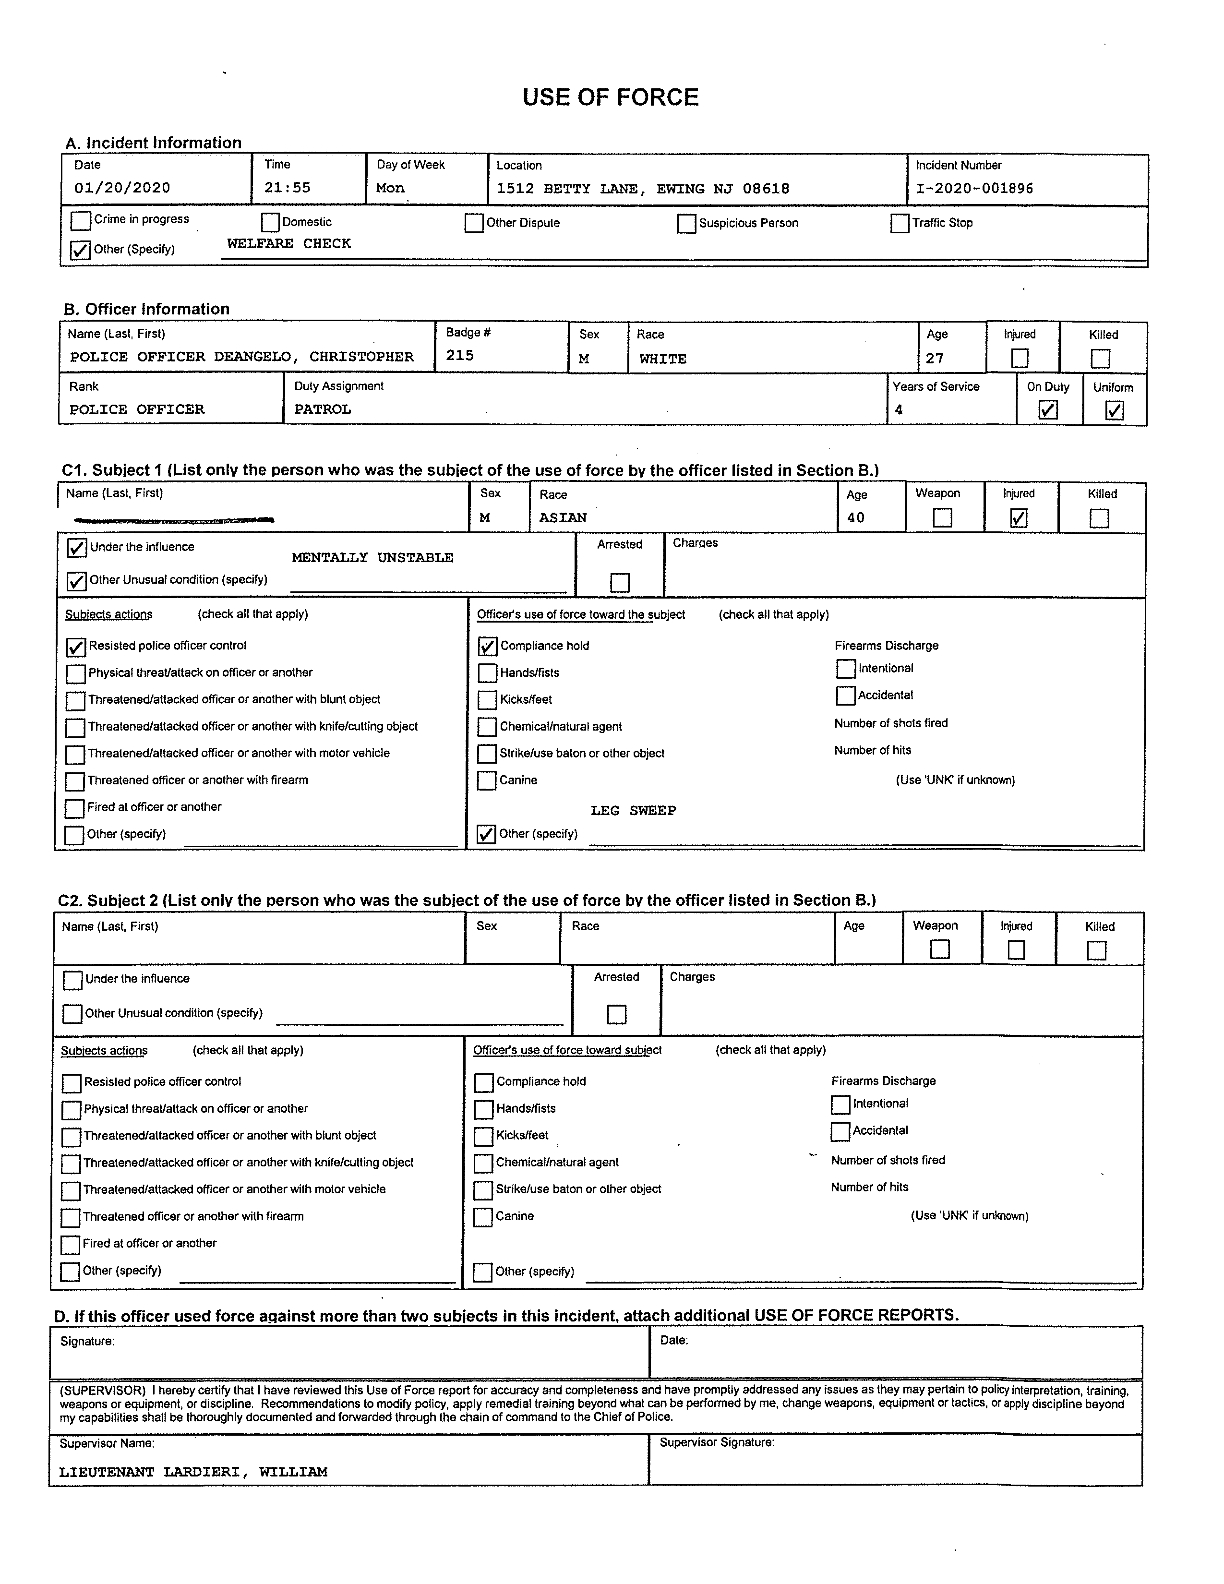 USE OF FORCE
A. Incident Information
Date Time Day of Week Location Incident Number
01/20/2020 21:55 Mon 1512 BETTY LANE, EWING NJ 08618 I-2020-001896
Crime in progress Domestic Other Dispute Suspicious Person Traffic Stop
Other (Specify) WELFARE CHECK
B. Officer Information
Name (Last, First) Badge # Sex Race Age Injured Killed
POLICE OFFICER DEANGELO, CHRISTOPHER 215 M WHITE 27
Rank Duty Assignment Years of Service On Duty Uniform
POLICE OFFICER PATROL 4
C1. Subject 1 (List only the person who was the subject of the use of force by the officer listed in Section B.)
Name (Last, First) Sex Race Age Weapon Injured Killed
M ASIAN 40
Under the influence MENTALLY UNSTABLE Arrested Charges
Other Unusual condition (specify)
Subjects actions (check all that apply) Officer's use of force toward the subject (check all that apply)
Resisted police officer control Compliance hold Firearms Discharge
Physical threat/attack on officer or another Hands/fists Intentional
Threatened/attacked officer or another with blunt object Kicks/feet Accidental
Threatened/attacked officer or another with knife/cutting object Chemical/natural agent Number of shots fired
Threatened/attacked officer or another with motor vehicle Strike/use baton or other object Number of hits
Threatened officer or another with firearm Canine (Use 'UNK' if unknown)
Fired at officer or another LEG SWEEP
Other (specify) Other (specify)
C2. Subject 2 (List only the person who was the subject of the use of force by the officer listed in Section B.)
Name (Last, First) Sex Race Age Weapon Injured Killed
Under the influence Arrested Charges
Other Unusual condition (specify)
Subjects actions (check all that apply) Officer's use of force toward subject (check all that apply)
Resisted police officer control Compliance hold Firearms Discharge
Physical threat/attack on officer or another Hands/fists Intentional
Threatened/attacked officer or another with blunt object Kicks/feet Accidental
Threatened/attacked officer or another with knife/cutting object Chemical/natural agent Number of shots fired
Threatened/attacked officer or another with motor vehicle Strike/use baton or other object Number of hits
Threatened officer or another with firearm Canine (Use 'UNK' if unknown)
Fired at officer or another
Other (specify) Other (specify)
D. If this officer used force against more than two subjects in this incident, attach additional USE OF FORCE REPORTS.
Signature: Date:
(SUPERVISOR) I hereby certify that I have reviewed this Use of Force report for accuracy and completeness and have promptly addressed any issues as they may pertain to policy interpretation, training,
weapons or equipment, or discipline. Recommendations to modify policy, apply remedial training beyond what can be performed by me, change weapons, equipment or tactics, or apply discipline beyond
my capabilities shall be thoroughly documented and forwarded through the chain of command to the Chief of Police.
Supervisor Name: Supervisor Signature:
LIEUTENANT LARDIERI, WILLIAM